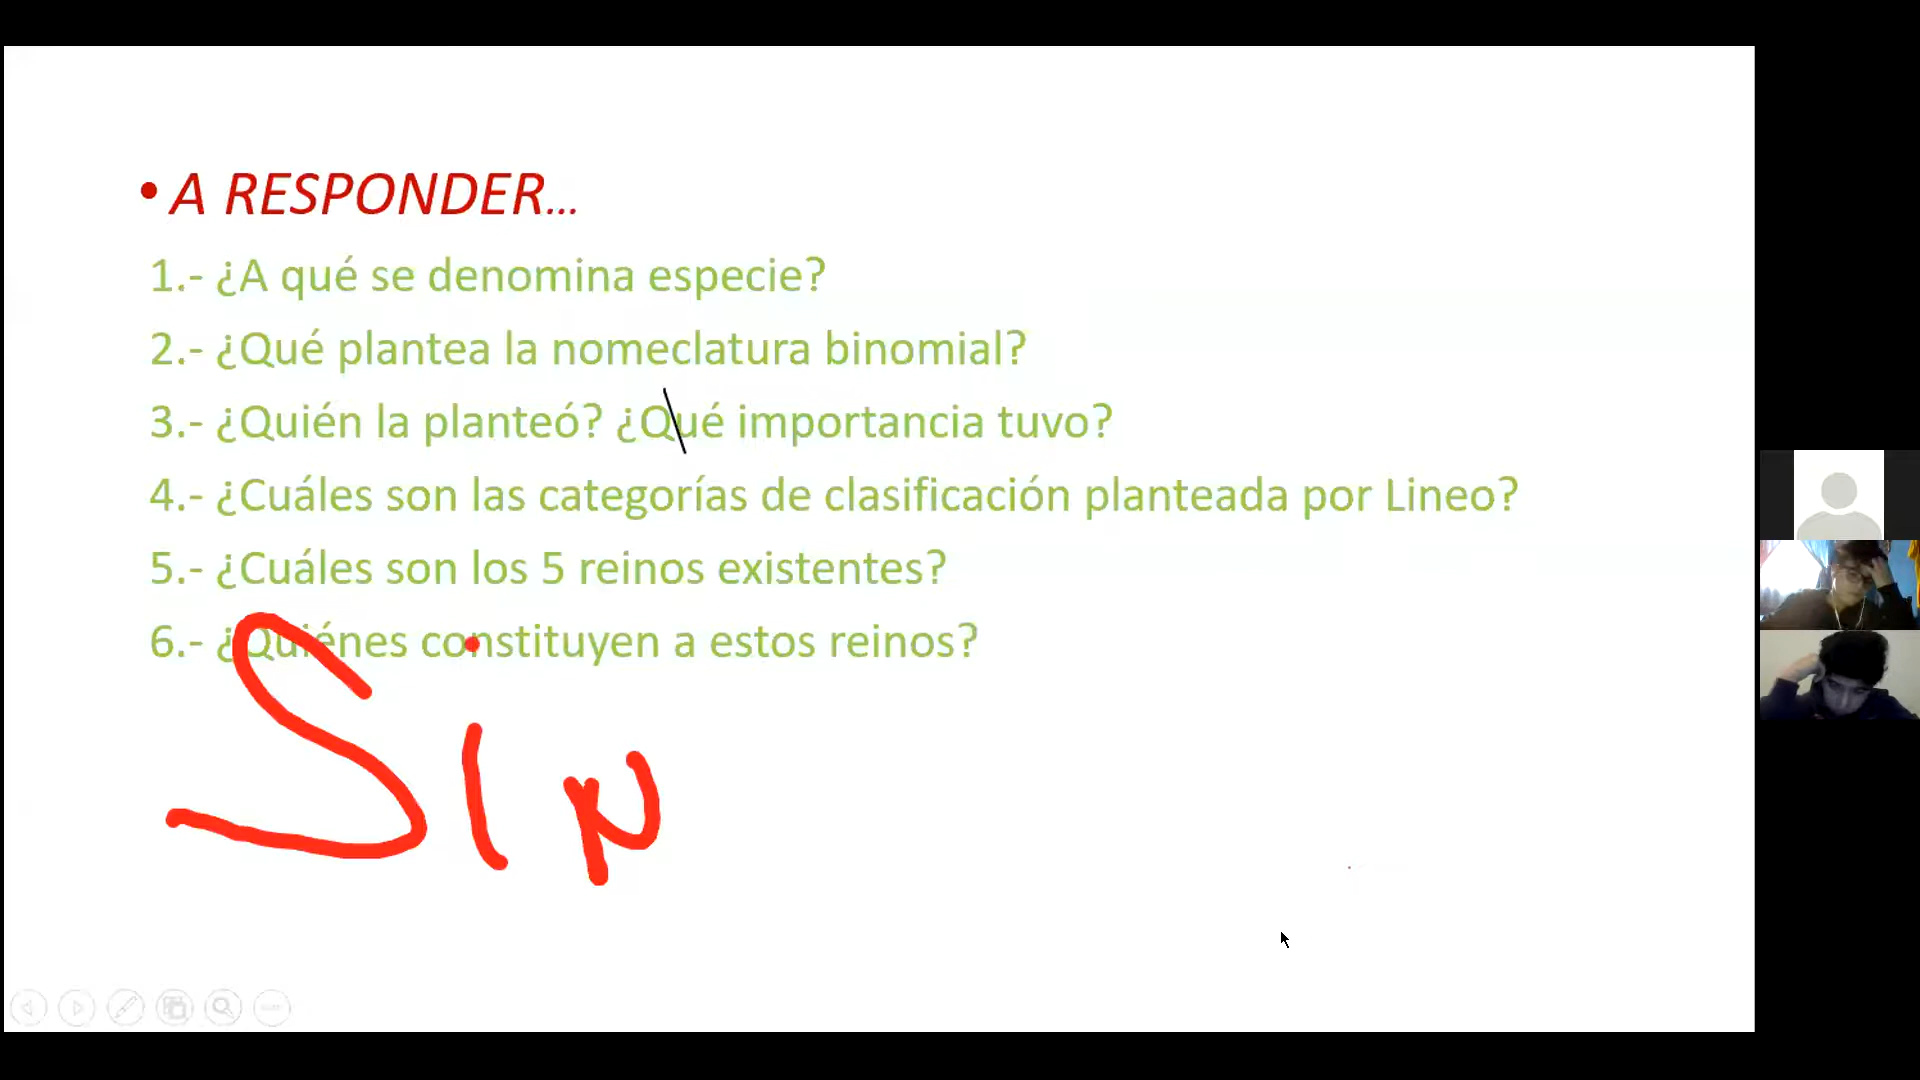 • A RESPONDER...
1.- ¿A qué se denomina especie?
2.- ¿Qué plantea la nomeclatura binomial?
3.- ¿Quién la planteó? ¿Qué importancia tuvo?
4.- ¿Cuáles son las categorías de clasificación planteada por Lineo?
5.- ¿Cuáles son los 5 reinos existentes?
6.- ¿Quiénes constituyen a estos reinos?
Sin